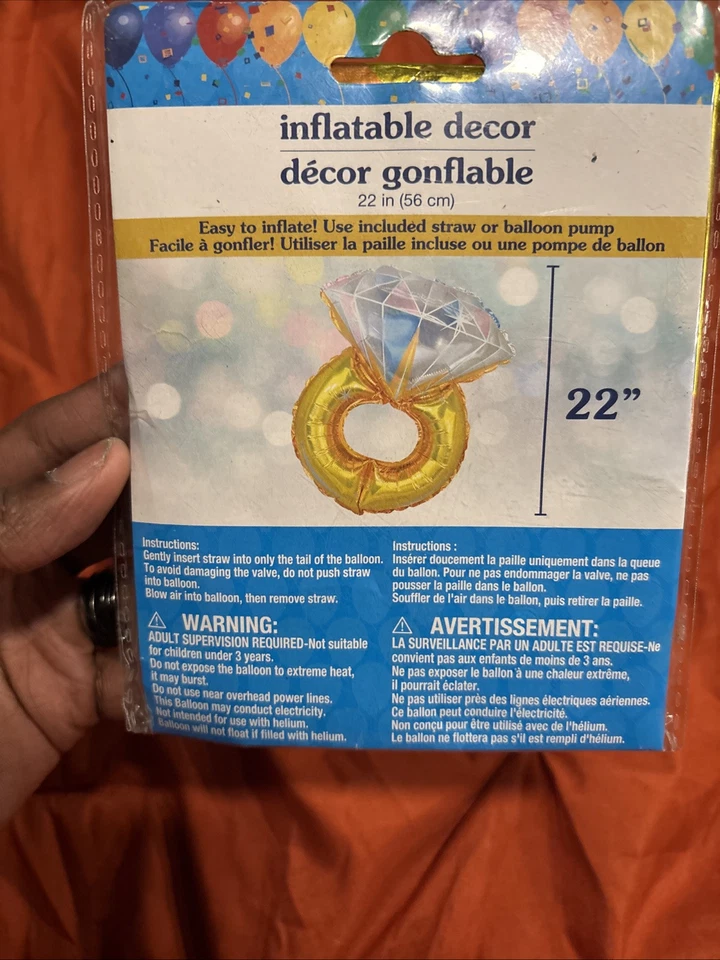 inflatable decor
décor gonflable
22 in (56 cm)
Easy to inflate! Use included straw or balloon pump
Facile à gonfler! Utiliser la paille incluse ou une pompe de ballon
22”
Instructions:
Gently insert straw into only the tail of the balloon.
To avoid damaging the valve, do not push straw
into balloon.
Blow air into balloon, then remove straw.
WARNING:
ADULT SUPERVISION REQUIRED-Not suitable
for children under 3 years.
Do not expose the balloon to extreme heat,
it may burst.
Do not use near overhead power lines.
This Balloon may conduct electricity.
Not intended for use with helium.
Balloon will not float if filled with helium.
Instructions :
Insérer doucement la paille uniquement dans la queue
du ballon. Pour ne pas endommager la valve, ne pas
pousser la paille dans le ballon.
Souffler de l'air dans le ballon, puis retirer la paille.
AVERTISSEMENT:
LA SURVEILLANCE PAR UN ADULTE EST REQUISE-Ne
convient pas aux enfants de moins de 3 ans.
Ne pas exposer le ballon à une chaleur extrême,
il pourrait éclater.
Ne pas utiliser près des lignes électriques aériennes.
Ce ballon peut conduire l'électricité.
Non conçu pour être utilisé avec de l'hélium.
Le ballon ne flottera pas s'il est rempli d'hélium.